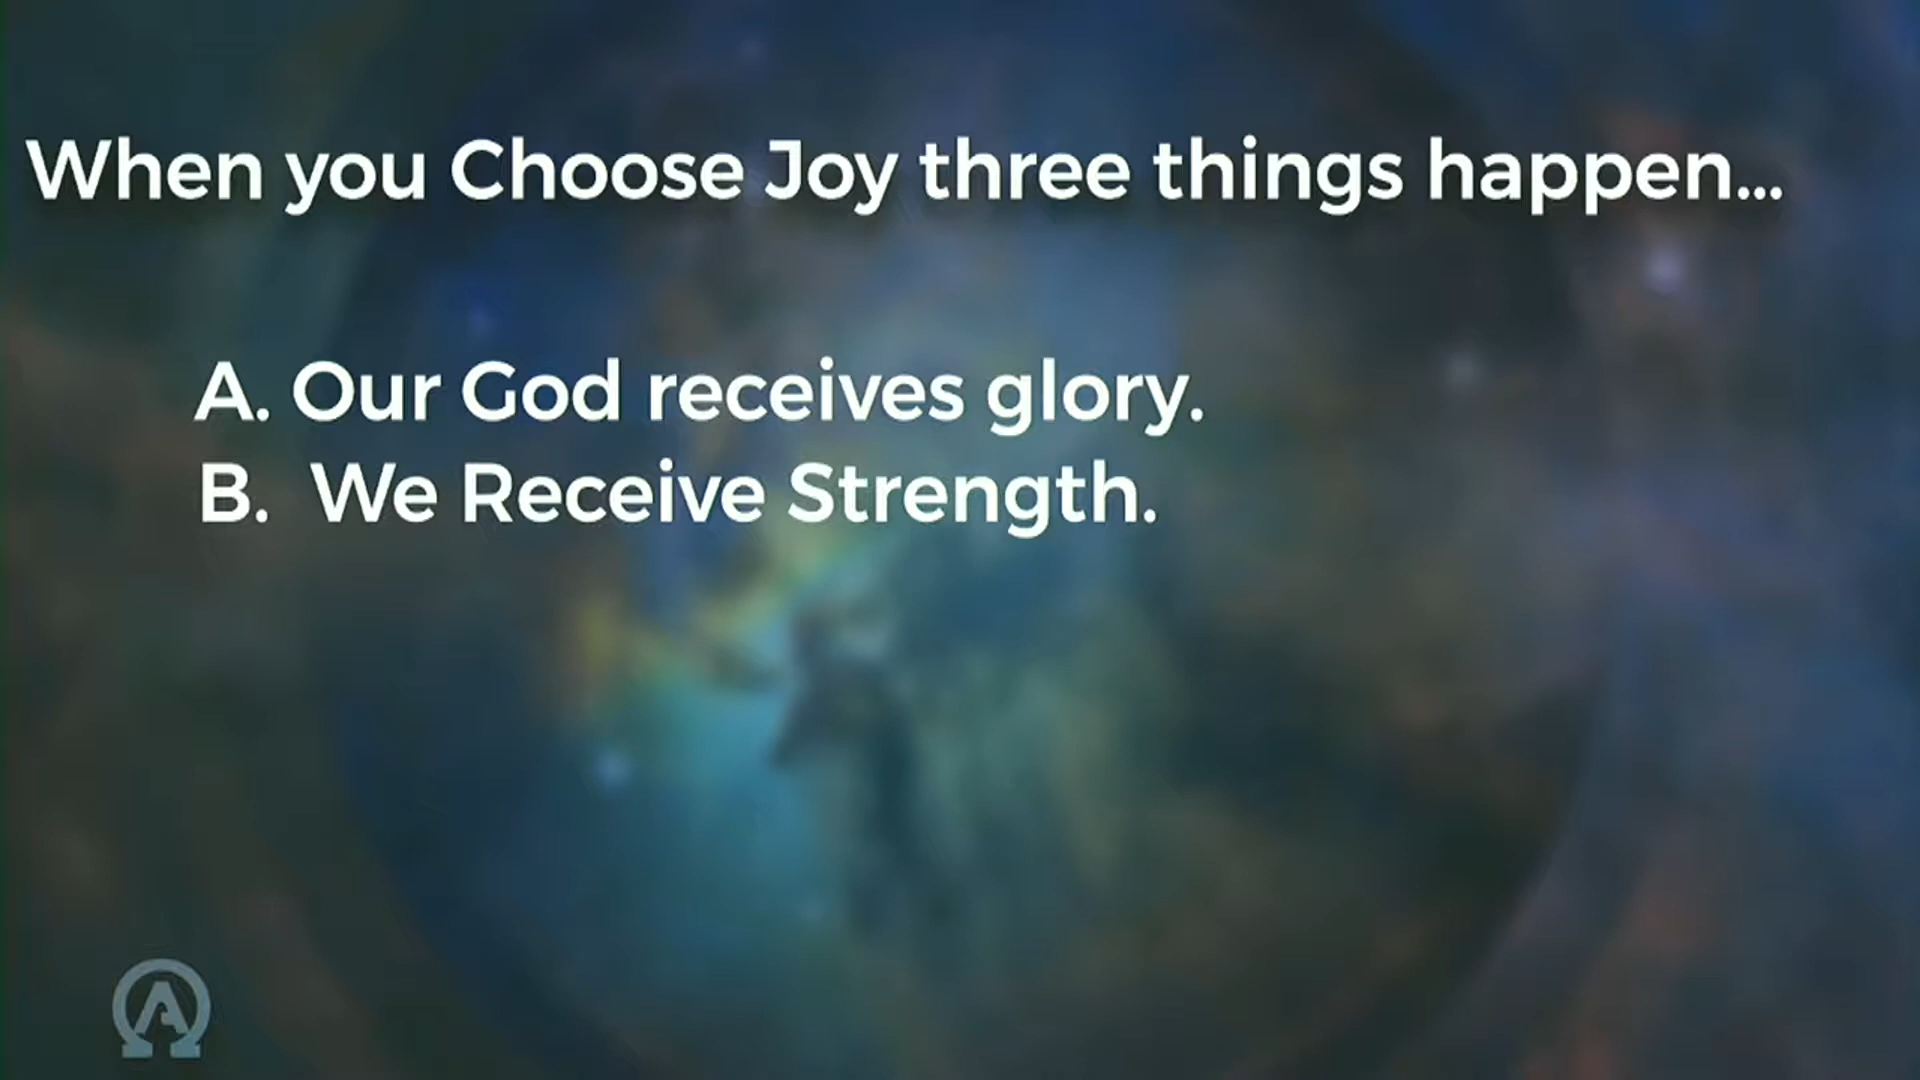 When you Choose Joy three things happen...
A. Our God receives glory.
B. We Receive Strength.